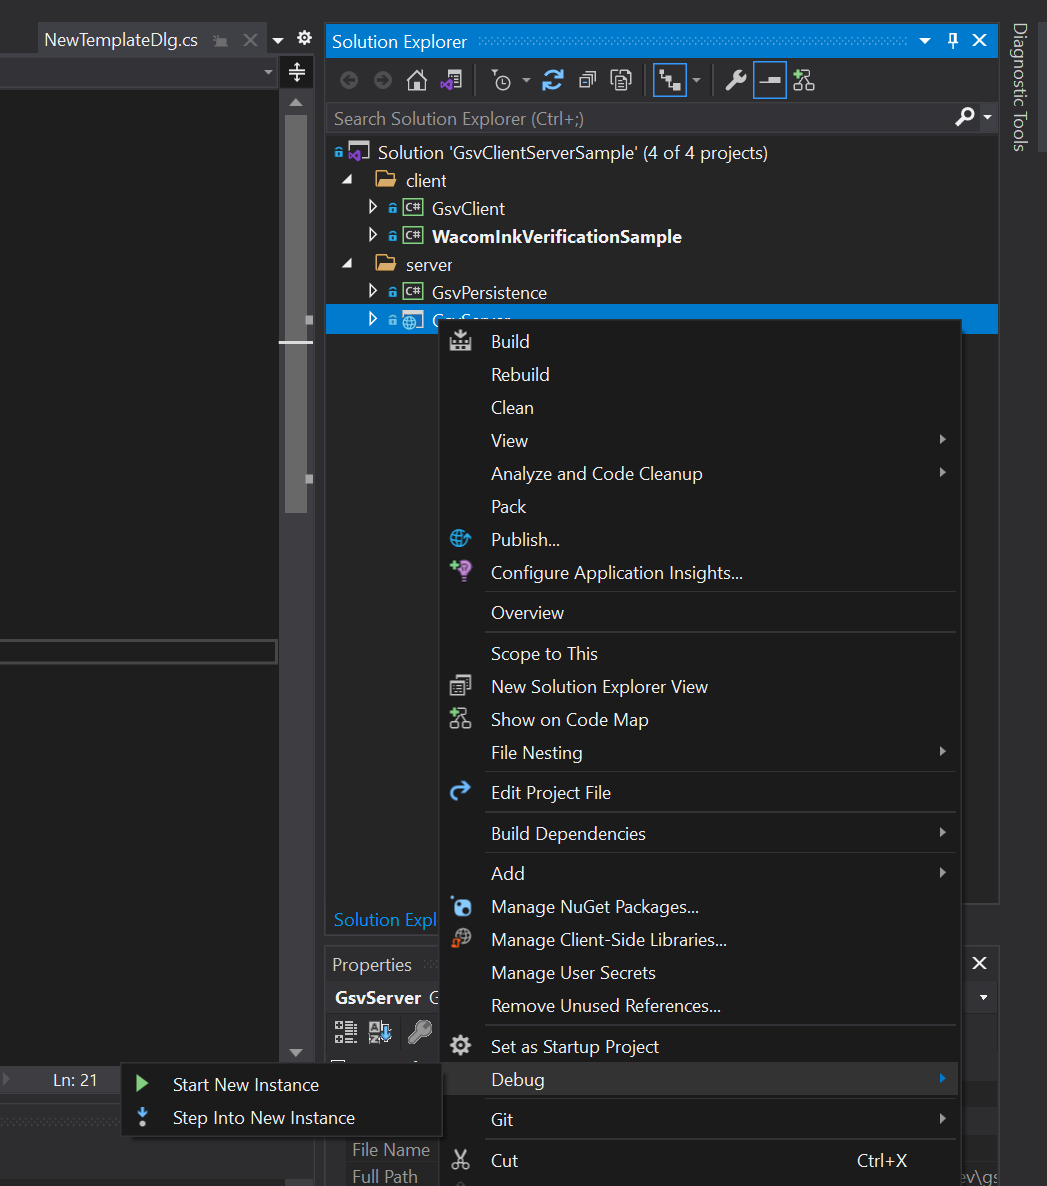 NewTemplateDlg.cs
Solution Explorer
Search Solution Explorer (Ctrl+;)
Solution 'GsvClientServerSample' (4 of 4 projects)
client
C# GsvClient
C# WacomInkVerificationSample
server
C# GsvPersistence
GsvServer
Build
Rebuild
Clean
View
Analyze and Code Cleanup
Pack
Publish...
Configure Application Insights...
Overview
Scope to This
New Solution Explorer View
Show on Code Map
File Nesting
Edit Project File
Build Dependencies
Add
Manage NuGet Packages...
Manage Client-Side Libraries...
Manage User Secrets
Remove Unused References...
Set as Startup Project
Debug
Git
Cut Ctrl+X
Solution Expl
Properties
GsvServer G
Ln: 21
Start New Instance
Step Into New Instance
File Name
Full Path
ev\gs
Diagnostic Tools